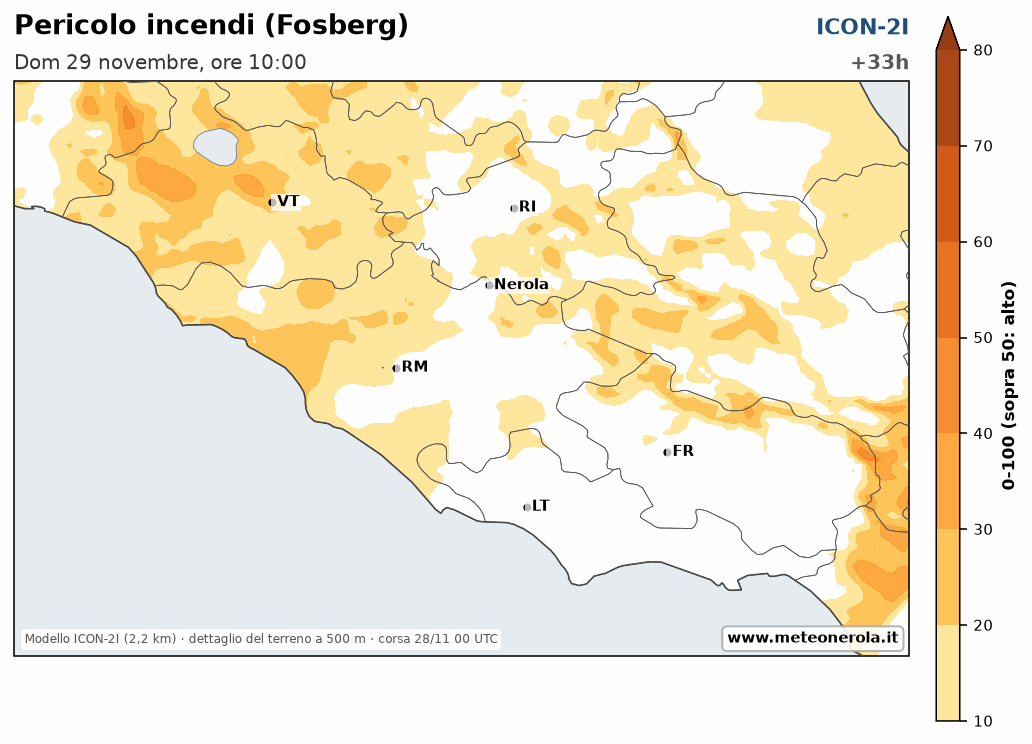 Pericolo incendi (Fosberg)
ICON-2I
Dom 29 novembre, ore 10:00
+33h
80
70
60
50
40
30
20
10
0-100 (sopra 50: alto)
VT
RI
Nerola
RM
FR
LT
Modello ICON-2I (2,2 km) · dettaglio del terreno a 500 m · corsa 28/11 00 UTC
www.meteonerola.it